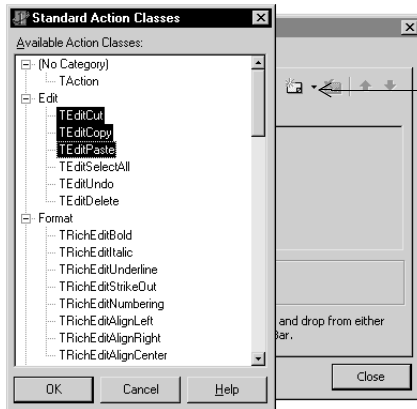 Standard Action Classes
Available Action Classes:
(No Category)
TAction
Edit
TEditCut
TEditCopy
TEditPaste
TEditSelectAll
TEditUndo
TEditDelete
Format
TRichEditBold
TRichEditItalic
TRichEditUnderline
TRichEditStrikeOut
TRichEditNumbering
TRichEditAlignLeft
TRichEditAlignRight
TRichEditAlignCenter
OK Cancel Help
and drop from either
Bar.
Close